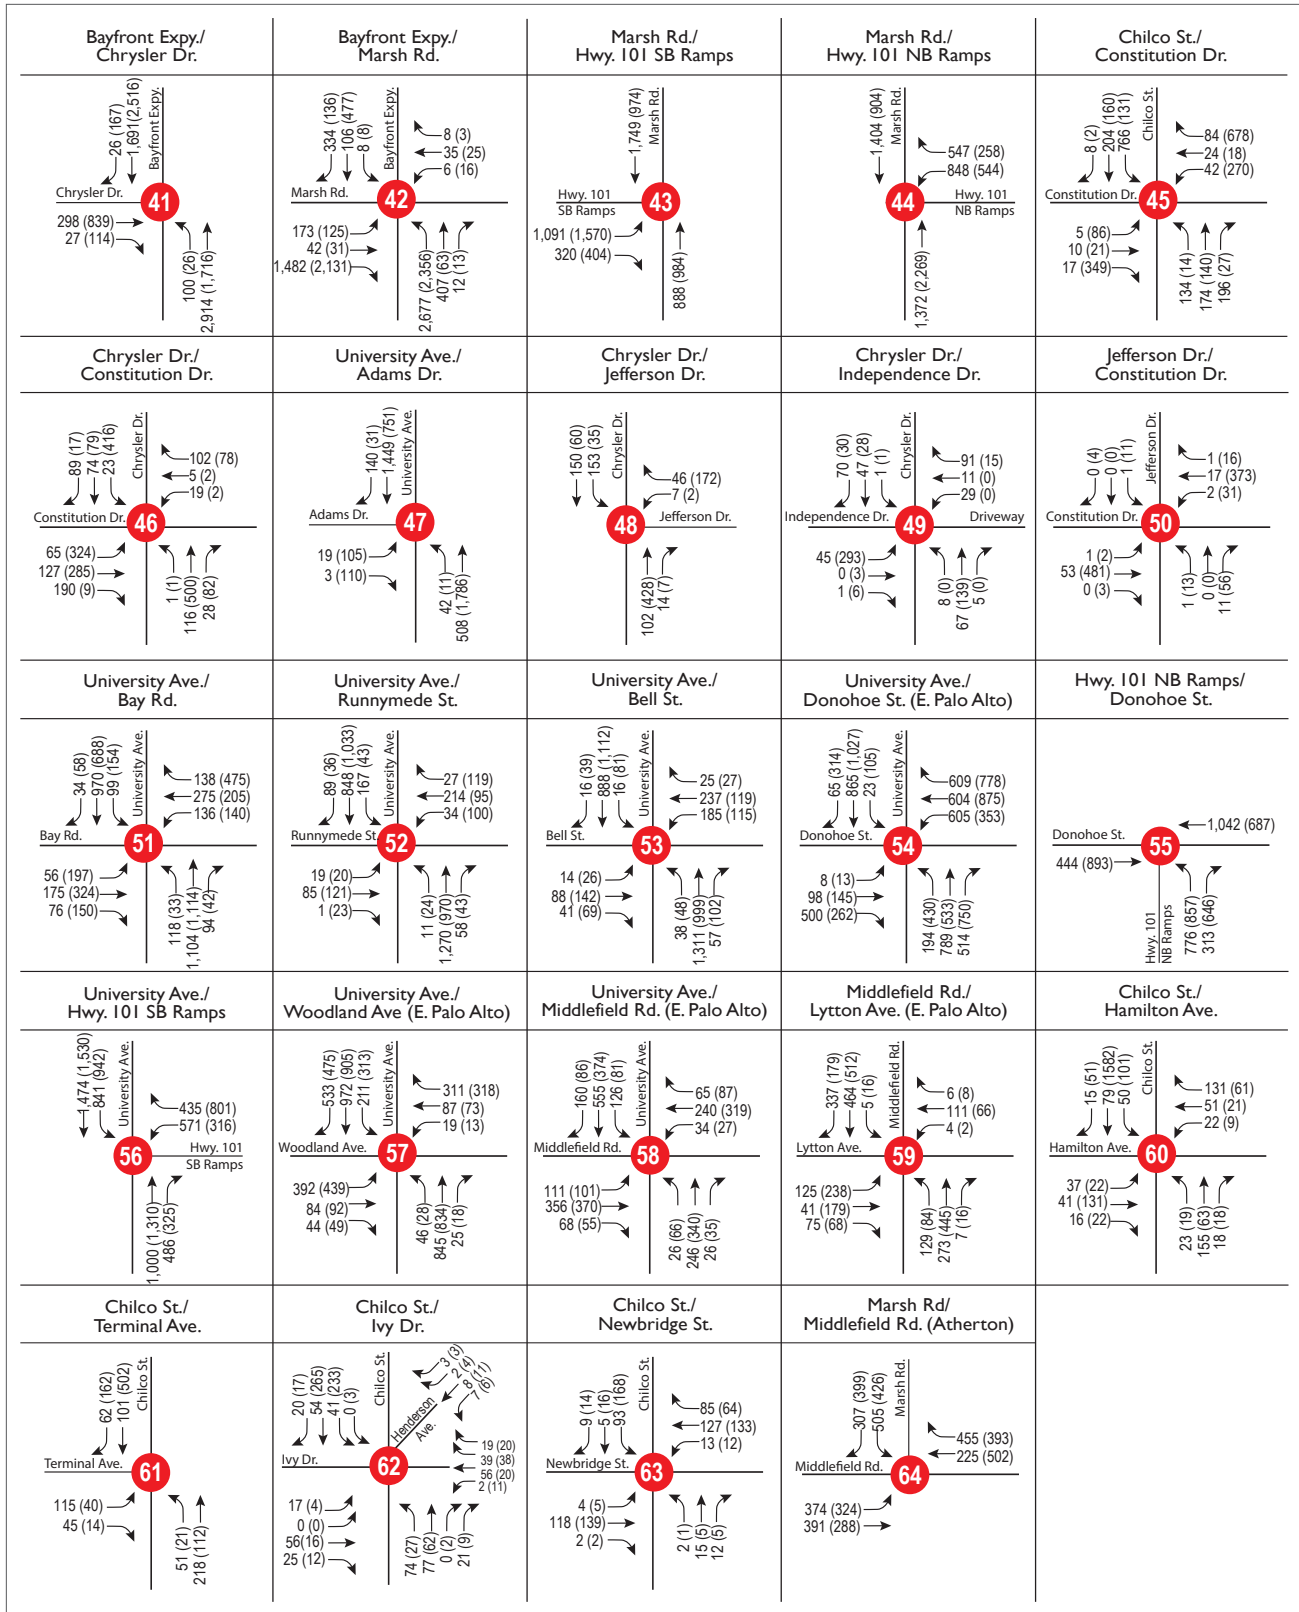 Bayfront Expy./
Chrysler Dr.
26 (167)
1,691(2,516)
Bayfront Expy.
Chrysler Dr.
41
298 (839)
27 (114)
100 (26)
2,914 (1,716)
Bayfront Expy./
Marsh Rd.
334 (136)
106 (477)
8 (8)
Bayfront Expy.
8 (3)
35 (25)
6 (16)
Marsh Rd.
42
173 (125)
42 (31)
1,482 (2,131)
2,677 (2,356)
407 (63)
12 (13)
Marsh Rd./
Hwy. 101 SB Ramps
1,749 (974)
Marsh Rd.
Hwy. 101
SB Ramps
43
1,091 (1,570)
320 (404)
888 (984)
Marsh Rd./
Hwy. 101 NB Ramps
1,404 (904)
Marsh Rd.
547 (258)
848 (544)
44
Hwy. 101
NB Ramps
1,372 (2,269)
Chilco St./
Constitution Dr.
8 (2)
204 (160)
766 (131)
Chilco St.
84 (678)
24 (18)
42 (270)
Constitution Dr.
45
5 (86)
10 (21)
17 (349)
134 (14)
174 (140)
196 (27)
Chrysler Dr./
Constitution Dr.
89 (17)
74 (79)
23 (416)
Chrysler Dr.
102 (78)
5 (2)
19 (2)
Constitution Dr.
46
65 (324)
127 (285)
190 (9)
1 (1)
116 (500)
28 (82)
University Ave./
Adams Dr.
140 (31)
1,449 (751)
University Ave.
Adams Dr.
47
19 (105)
3 (110)
42 (11)
508 (1,786)
Chrysler Dr./
Jefferson Dr.
150 (60)
153 (35)
Chrysler Dr.
46 (172)
7 (2)
48
Jefferson Dr.
102 (428)
14 (7)
Chrysler Dr./
Independence Dr.
70 (30)
47 (28)
1 (1)
Chrysler Dr.
91 (15)
11 (0)
29 (0)
Independence Dr.
49
Driveway
45 (293)
0 (3)
1 (6)
8 (0)
67 (139)
5 (0)
Jefferson Dr./
Constitution Dr.
0 (4)
0 (0)
1 (11)
Jefferson Dr.
1 (16)
17 (373)
2 (31)
Constitution Dr.
50
1 (2)
53 (481)
0 (3)
1 (13)
0 (0)
11 (56)
University Ave./
Bay Rd.
34 (58)
970 (688)
99 (154)
University Ave.
138 (475)
275 (205)
136 (140)
Bay Rd.
51
56 (197)
175 (324)
76 (150)
118 (33)
1,104 (1,114)
94 (42)
University Ave./
Runnymede St.
89 (36)
848 (1,033)
167 (43)
University Ave.
27 (119)
214 (95)
34 (100)
Runnymede St.
52
19 (20)
85 (121)
1 (23)
11 (24)
1,270 (970)
58 (43)
University Ave./
Bell St.
16 (39)
888 (1,112)
16 (81)
University Ave.
25 (27)
237 (119)
185 (115)
Bell St.
53
14 (26)
88 (142)
41 (69)
38 (48)
1,311 (999)
57 (102)
University Ave./
Donohoe St. (E. Palo Alto)
65 (314)
865 (1,027)
23 (105)
University Ave.
609 (778)
604 (875)
605 (353)
Donohoe St.
54
8 (13)
98 (145)
500 (262)
194 (430)
789 (533)
514 (750)
Hwy. 101 NB Ramps/
Donohoe St.
1,042 (687)
Donohoe St.
55
444 (893)
Hwy. 101
NB Ramps
776 (857)
313 (646)
University Ave./
Hwy. 101 SB Ramps
1,474 (1,530)
841 (942)
University Ave.
435 (801)
571 (316)
56
Hwy. 101
SB Ramps
1,000 (1,310)
486 (325)
University Ave./
Woodland Ave (E. Palo Alto)
533 (475)
972 (905)
211 (313)
University Ave.
311 (318)
87 (73)
19 (13)
Woodland Ave.
57
392 (439)
84 (92)
44 (49)
46 (28)
845 (834)
25 (18)
University Ave./
Middlefield Rd. (E. Palo Alto)
160 (86)
555 (374)
126 (81)
University Ave.
65 (87)
240 (319)
34 (27)
Middlefield Rd.
58
111 (101)
356 (370)
68 (55)
26 (66)
246 (340)
26 (35)
Middlefield Rd./
Lytton Ave. (E. Palo Alto)
337 (179)
464 (512)
5 (16)
Middlefield Rd.
6 (8)
111 (66)
4 (2)
Lytton Ave.
59
125 (238)
41 (179)
75 (68)
129 (84)
273 (445)
7 (16)
Chilco St./
Hamilton Ave.
15 (51)
79 (1582)
50 (101)
Chilco St.
131 (61)
51 (21)
22 (9)
Hamilton Ave.
60
37 (22)
41 (131)
16 (22)
23 (19)
155 (63)
18 (18)
Chilco St./
Terminal Ave.
62 (162)
101 (502)
Chilco St.
Terminal Ave.
61
115 (40)
45 (14)
51 (21)
218 (112)
Chilco St./
Ivy Dr.
20 (17)
54 (265)
41 (233)
0 (3)
Chilco St.
3 (3)
2 (4)
8 (11)
7 (6)
Henderson
Ave.
19 (20)
39 (38)
56 (20)
2 (11)
Ivy Dr.
62
17 (4)
0 (0)
56(16)
25 (12)
74 (27)
77 (62)
0 (2)
21 (9)
Chilco St./
Newbridge St.
9 (14)
5 (16)
93 (168)
Chilco St.
85 (64)
127 (133)
13 (12)
Newbridge St.
63
4 (5)
118 (139)
2 (2)
2 (1)
15 (5)
12 (5)
Marsh Rd/
Middlefield Rd. (Atherton)
307 (399)
505 (426)
Marsh Rd.
455 (393)
225 (502)
Middlefield Rd.
64
374 (324)
391 (288)